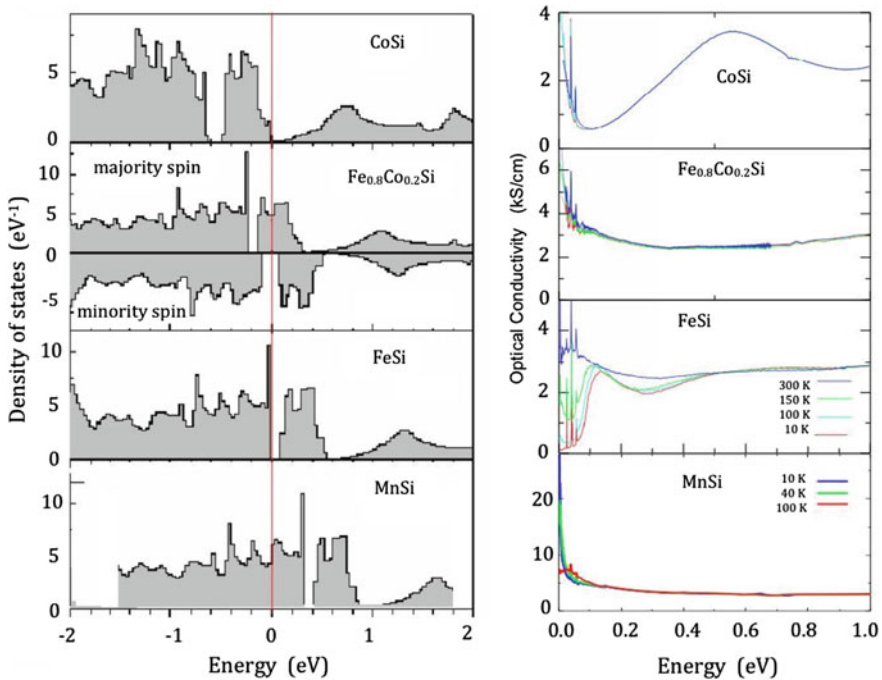 Density of states (eV⁻¹)
CoSi
5
0
majority spin
Fe₀.₈Co₀.₂Si
10
5
0
0
-5
minority spin
FeSi
10
5
0
MnSi
10
5
0
-2
-1
0
1
2
Energy (eV)
Optical Conductivity (kS/cm)
4
2
0
CoSi
6
4
2
0
Fe₀.₈Co₀.₂Si
4
2
0
FeSi
300 K
150 K
100 K
10 K
20
10
0
MnSi
10 K
40 K
100 K
0.0
0.2
0.4
0.6
0.8
1.0
Energy (eV)